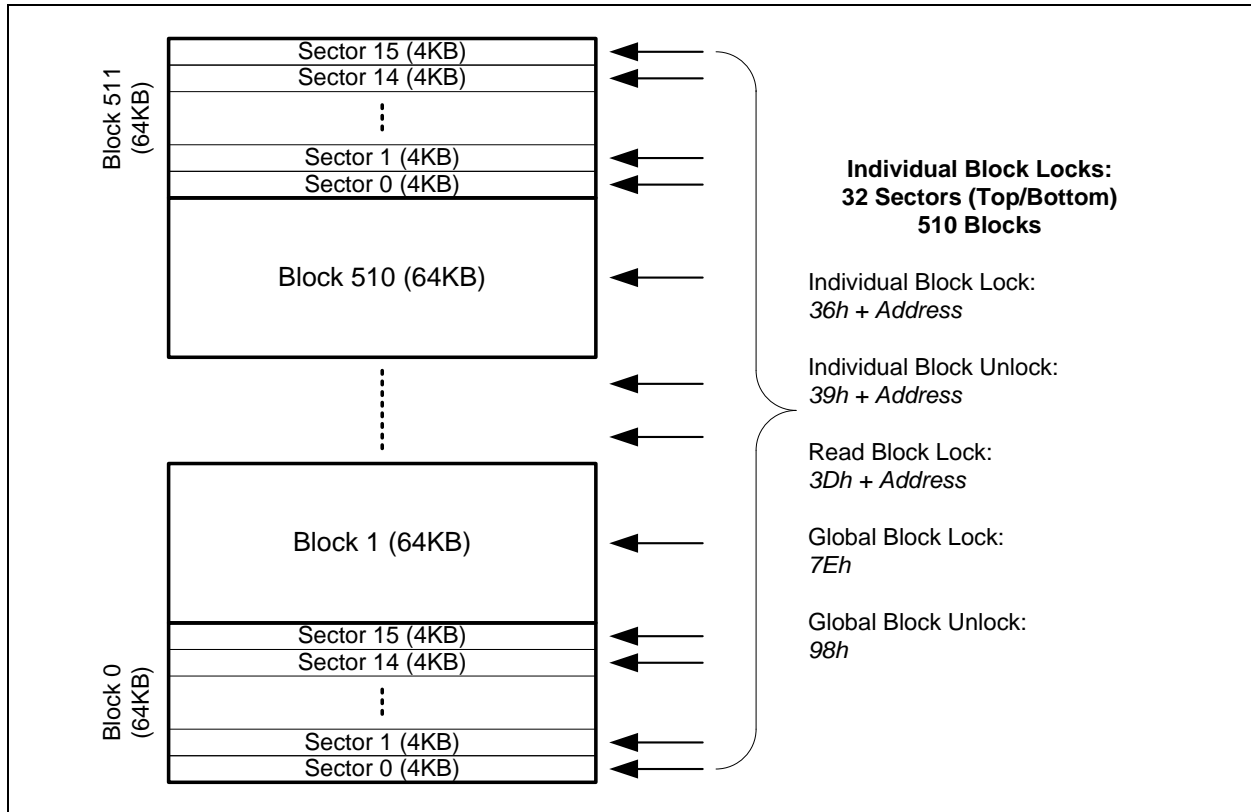 Block 511
(64KB)
Sector 15 (4KB)
Sector 14 (4KB)
Sector 1 (4KB)
Sector 0 (4KB)
Block 510 (64KB)
Block 1 (64KB)
Block 0
(64KB)
Sector 15 (4KB)
Sector 14 (4KB)
Sector 1 (4KB)
Sector 0 (4KB)
Individual Block Locks:
32 Sectors (Top/Bottom)
510 Blocks
Individual Block Lock:
36h + Address
Individual Block Unlock:
39h + Address
Read Block Lock:
3Dh + Address
Global Block Lock:
7Eh
Global Block Unlock:
98h